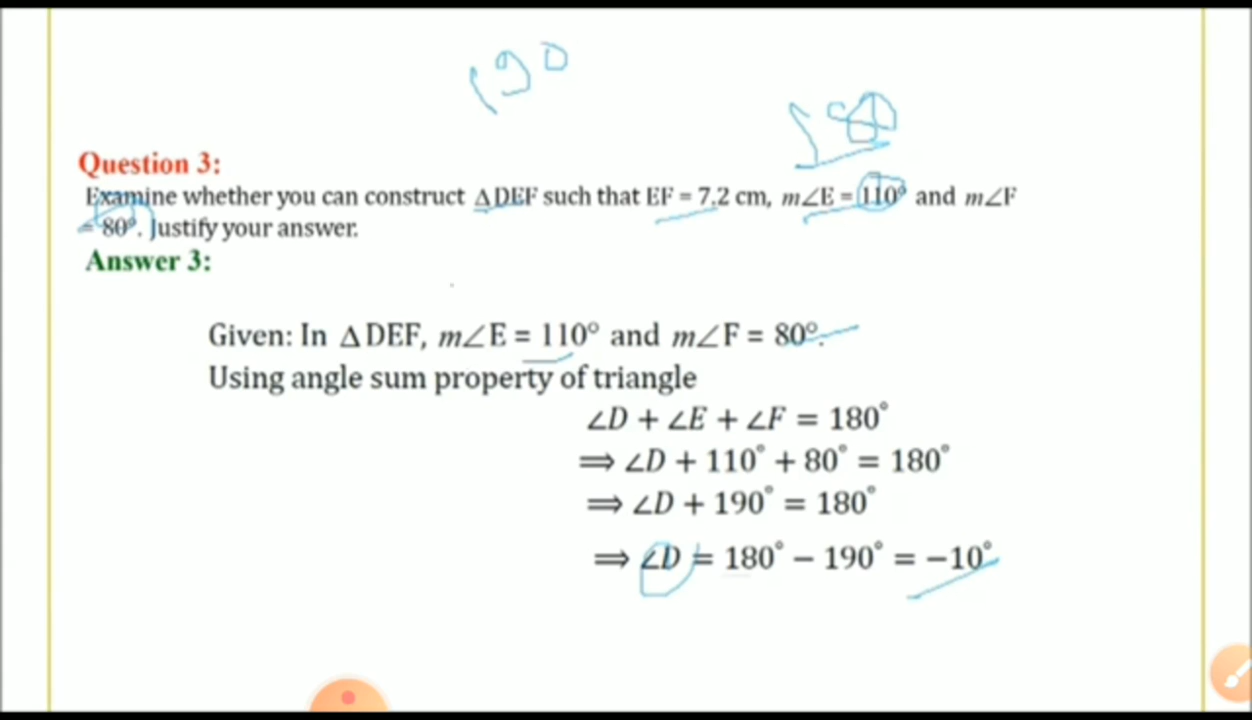 190
180
Question 3:
Examine whether you can construct △DEF such that EF = 7.2 cm, m∠E = 110° and m∠F
= 80°. Justify your answer.
Answer 3:
Given: In △DEF, m∠E = 110° and m∠F = 80°.
Using angle sum property of triangle
∠D + ∠E + ∠F = 180°
⟹ ∠D + 110° + 80° = 180°
⟹ ∠D + 190° = 180°
⟹ ∠D = 180° − 190° = −10°